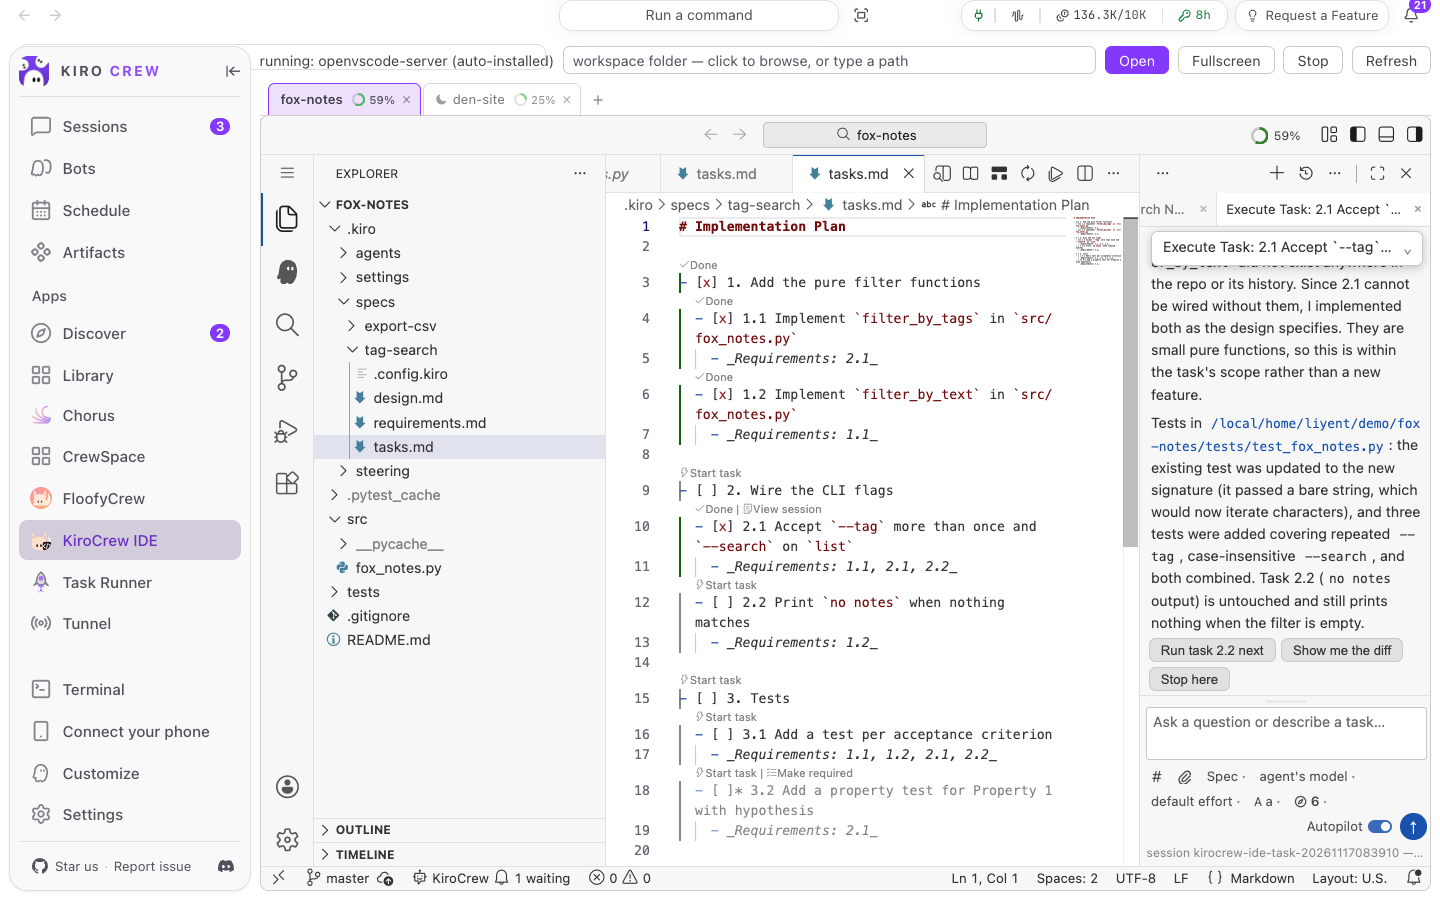 Run a command
136.3K/10K
8h
Request a Feature
21
KIRO CREW
running: openvscode-server (auto-installed)
workspace folder — click to browse, or type a path
Open
Fullscreen
Stop
Refresh
fox-notes 59% ×
den-site 25% ×
+
Sessions 3
Bots
Schedule
Artifacts
Apps
Discover 2
Library
Chorus
CrewSpace
FloofyCrew
KiroCrew IDE
Task Runner
Tunnel
Terminal
Connect your phone
Customize
Settings
Star us · Report issue
fox-notes
59%
EXPLORER
FOX-NOTES
.kiro
agents
settings
specs
export-csv
tag-search
.config.kiro
design.md
requirements.md
tasks.md
steering
.pytest_cache
src
__pycache__
fox_notes.py
tests
.gitignore
README.md
OUTLINE
TIMELINE
s.py
tasks.md
tasks.md
.kiro > specs > tag-search > tasks.md > abc # Implementation Plan
1 # Implementation Plan
2
Done
3 - [x] 1. Add the pure filter functions
Done
4 - [x] 1.1 Implement `filter_by_tags` in `src/
fox_notes.py`
5 - _Requirements: 2.1_
Done
6 - [x] 1.2 Implement `filter_by_text` in `src/
fox_notes.py`
7 - _Requirements: 1.1_
8
Start task
9 - [ ] 2. Wire the CLI flags
Done | View session
10 - [x] 2.1 Accept `--tag` more than once and
`--search` on `list`
11 - _Requirements: 1.1, 2.1, 2.2_
Start task
12 - [ ] 2.2 Print `no notes` when nothing
matches
13 - _Requirements: 1.2_
14
Start task
15 - [ ] 3. Tests
Start task
16 - [ ] 3.1 Add a test per acceptance criterion
17 - _Requirements: 1.1, 1.2, 2.1, 2.2_
Start task | Make required
18 - [ ]* 3.2 Add a property test for Property 1
with hypothesis
19 - _Requirements: 2.1_
20
rch N... ×
Execute Task: 2.1 Accept `... ×
Execute Task: 2.1 Accept `--tag`...
the repo or its history. Since 2.1 cannot
be wired without them, I implemented
both as the design specifies. They are
small pure functions, so this is within
the task's scope rather than a new
feature.
Tests in /local/home/liyent/demo/fox
-notes/tests/test_fox_notes.py : the
existing test was updated to the new
signature (it passed a bare string, which
would now iterate characters), and three
tests were added covering repeated --
tag , case-insensitive --search , and
both combined. Task 2.2 ( no notes
output) is untouched and still prints
nothing when the filter is empty.
Run task 2.2 next
Show me the diff
Stop here
Ask a question or describe a task...
# Spec · agent's model ·
default effort · A a · 6 ·
Autopilot
session kirocrew-ide-task-20261117083910 —...
master
KiroCrew
1 waiting
0 0
Ln 1, Col 1
Spaces: 2
UTF-8
LF
{} Markdown
Layout: U.S.